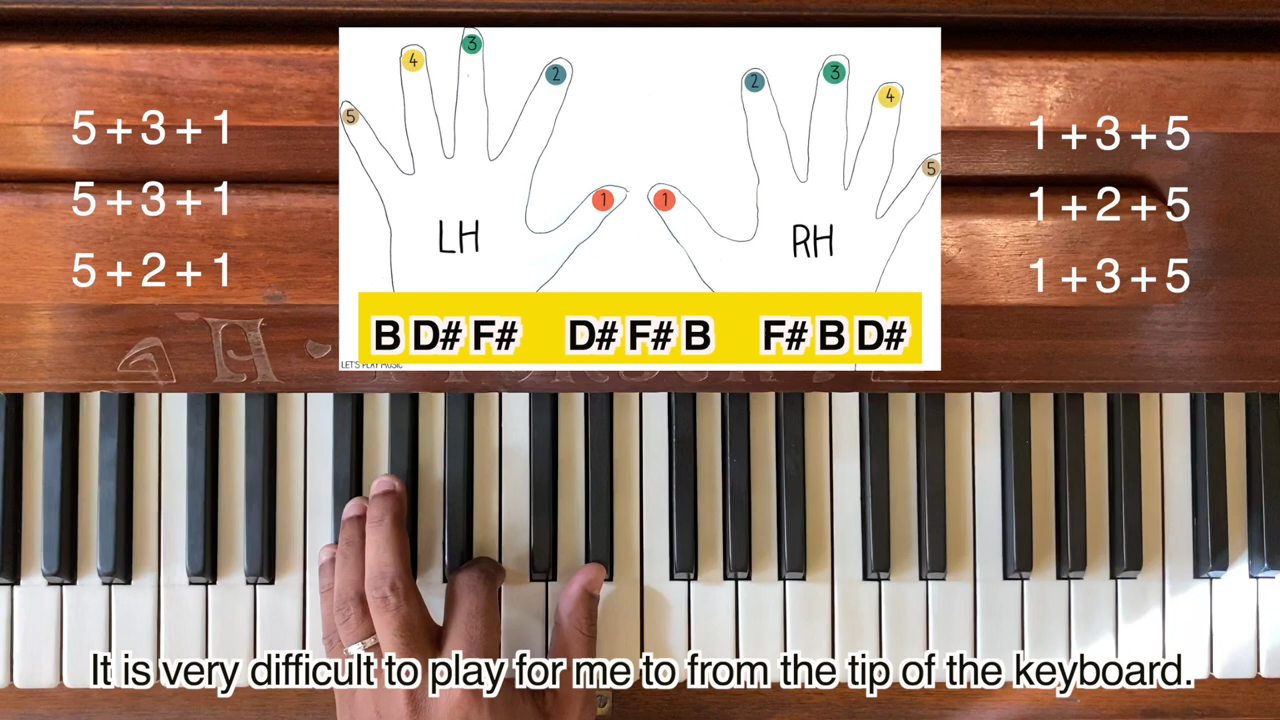 5+3+1
5+3+1
5+2+1
5 4 3 2 1
LH
1 2 3 4 5
RH
1+3+5
1+2+5
1+3+5
B D# F# D# F# B F# B D#
LET'S PLAY MUSIC
It is very difficult to play for me to from the tip of the keyboard.